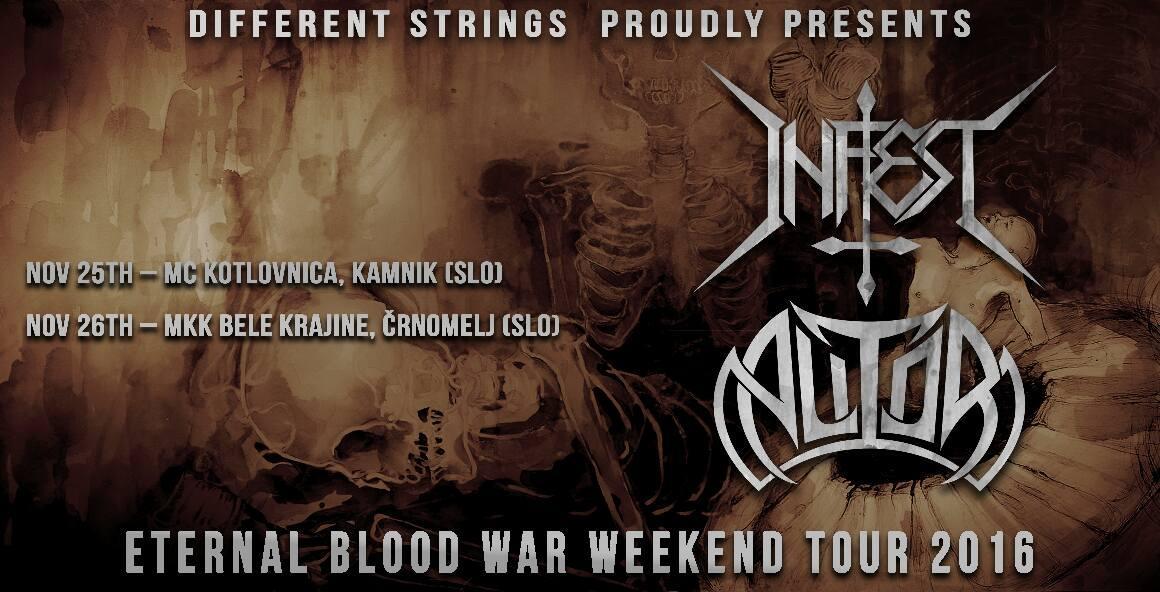 DIFFERENT STRINGS PROUDLY PRESENTS
INFEST
NOV 25TH – MC KOTLOVNICA, KAMNIK (SLO)
NOV 26TH – MKK BELE KRAJINE, ČRNOMELJ (SLO)
ALITOR
ETERNAL BLOOD WAR WEEKEND TOUR 2016